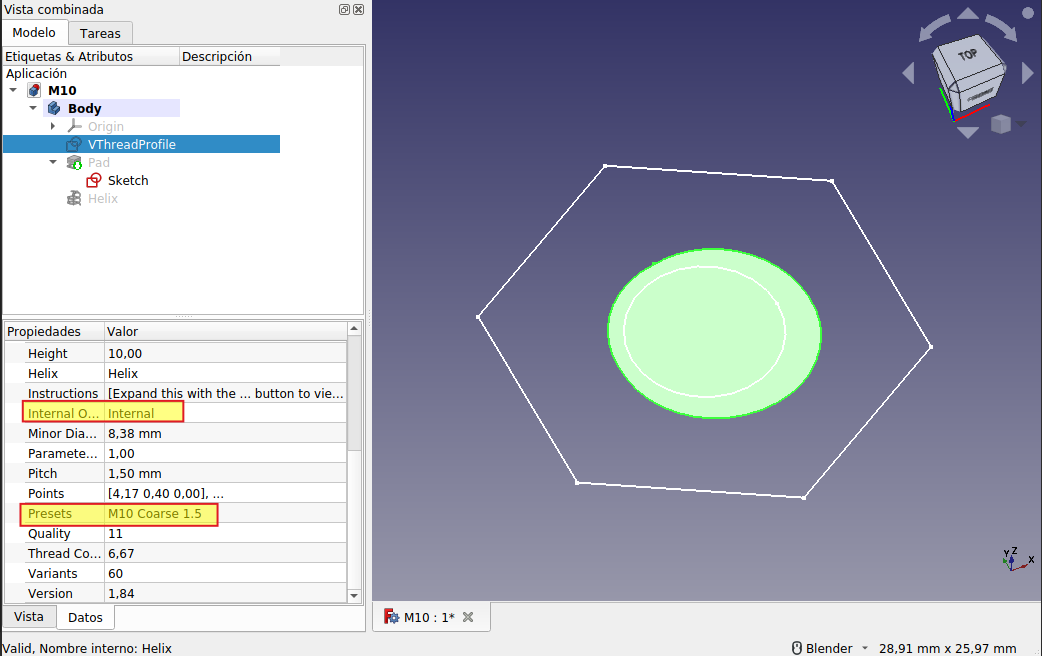 Vista combinada
Modelo Tareas
Etiquetas & Atributos Descripción
Aplicación
M10
Body
Origin
VThreadProfile
Pad
Sketch
Helix
Propiedades Valor
Height 10,00
Helix Helix
Instructions [Expand this with the ... button to vie...
Internal O... Internal
Minor Dia... 8,38 mm
Paramete... 1,00
Pitch 1,50 mm
Points [4,17 0,40 0,00], ...
Presets M10 Coarse 1.5
Quality 11
Thread Co... 6,67
Variants 60
Version 1,84
Vista Datos
TOP
Y Z X
M10 : 1*
Valid, Nombre interno: Helix
Blender 28,91 mm x 25,97 mm